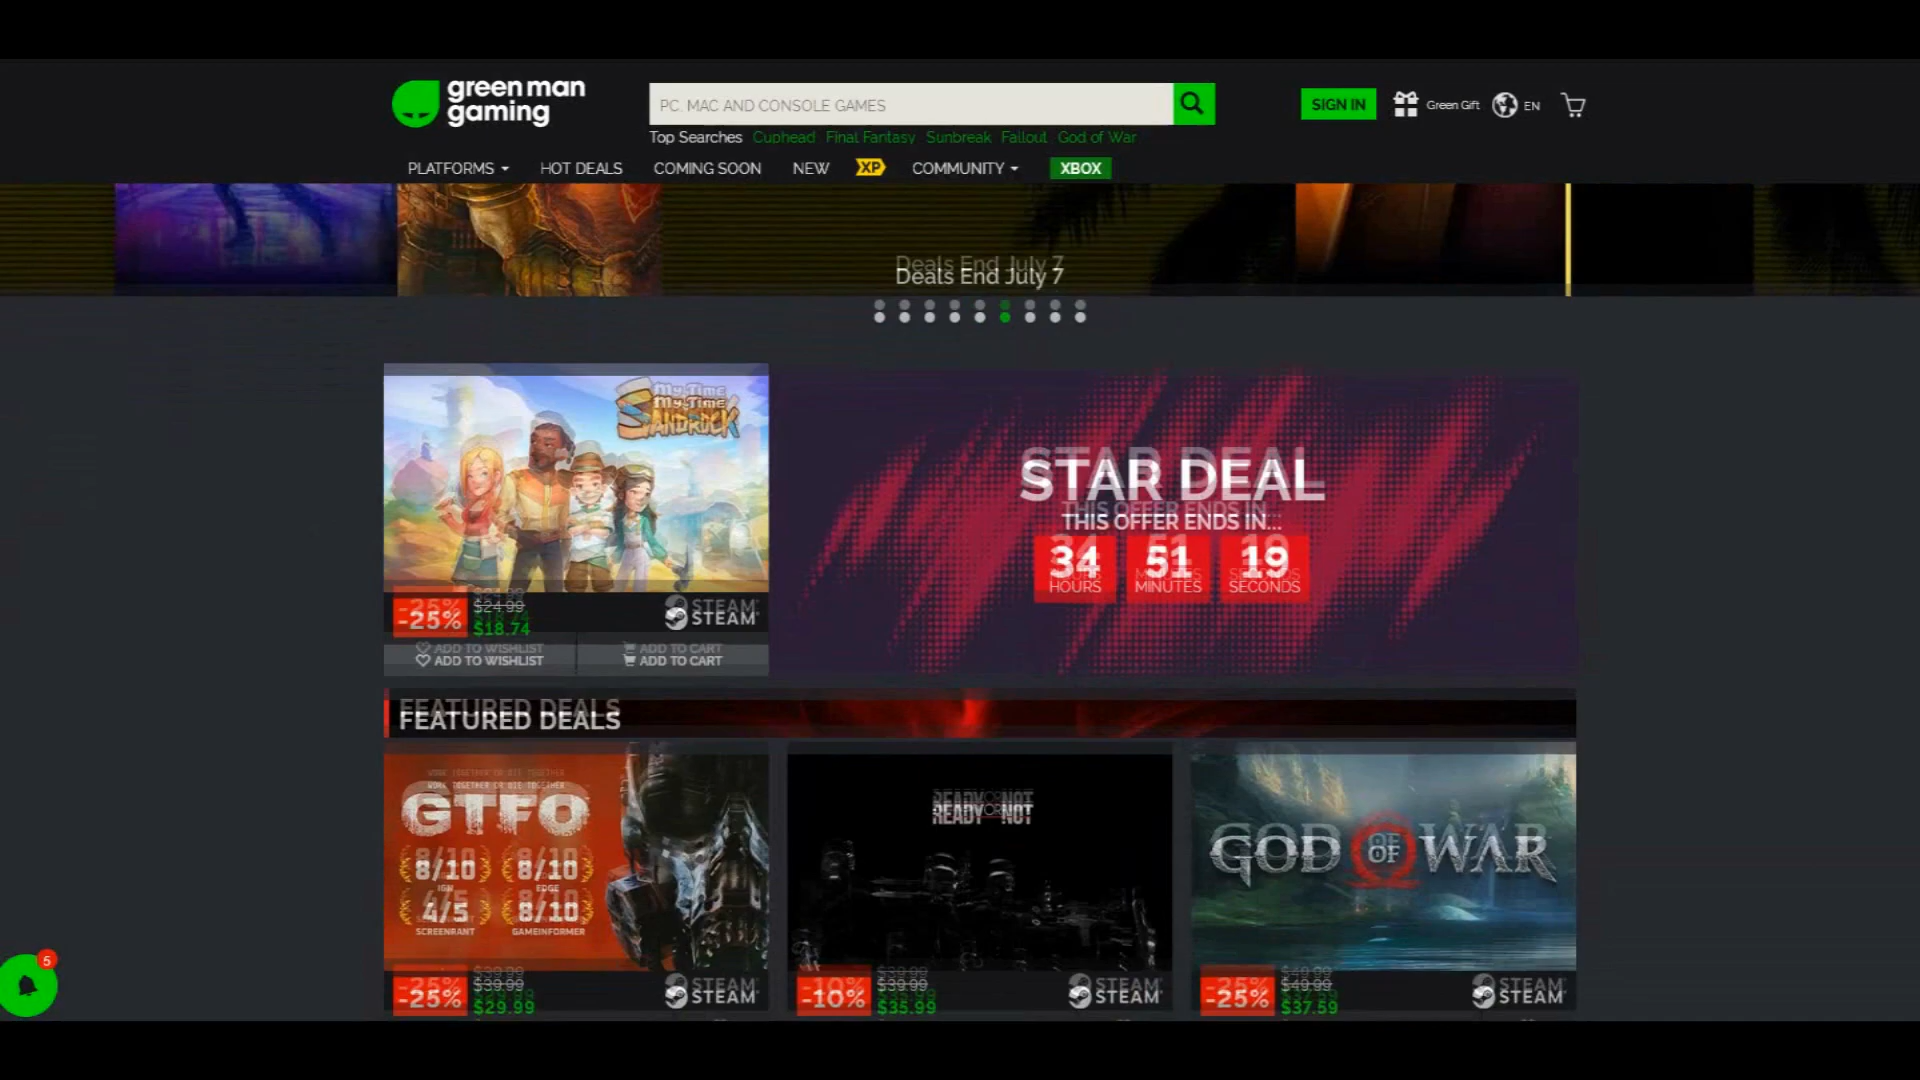 green man
gaming
PC, MAC AND CONSOLE GAMES
SIGN IN
Green Gift
EN
Top Searches Cuphead Final Fantasy Sunbreak Fallout God of War
PLATFORMS
HOT DEALS
COMING SOON
NEW
XP
COMMUNITY
XBOX
Deals End July 7
My Time
SANDROCK
-25%
$24.99
$18.74
STEAM
ADD TO WISHLIST
ADD TO CART
STAR DEAL
THIS OFFER ENDS IN...
34 51 19
HOURS MINUTES SECONDS
FEATURED DEALS
WORK TOGETHER OR DIE TOGETHER
GTFO
8/10 8/10
IGN EDGE
4/5 8/10
SCREENRANT GAMEINFORMER
-25%
$39.99
$29.99
STEAM
READY OR NOT
-10%
$39.99
$35.99
STEAM
GOD OF WAR
-25%
$49.99
$37.59
STEAM
5